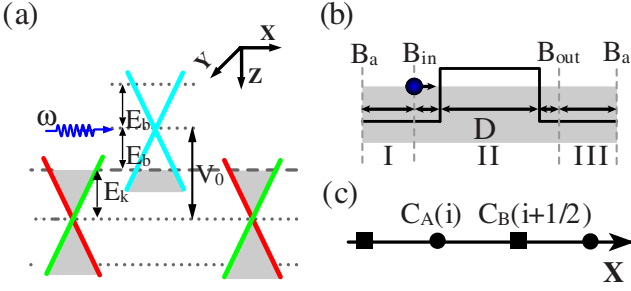 (a)
X
Y
Z
ω
E_b
E_b
V_0
E_k
(b)
B_a B_in B_out B_a
D
I II III
(c)
C_A(i) C_B(i+1/2)
X